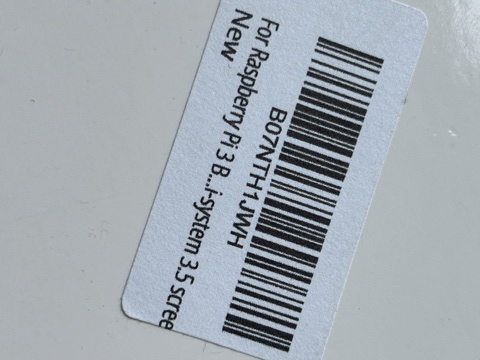 B07NTH1JWH
For Raspberry Pi 3 B...i-system 3.5 scree
New